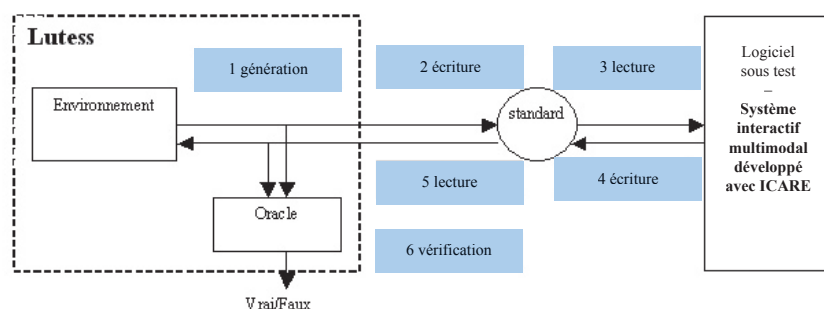 Lutess
1 génération
2 écriture
3 lecture
Environnement
standard
Logiciel
sous test
–
Système
interactif
multimodal
développé
avec ICARE
5 lecture
4 écriture
Oracle
6 vérification
Vrai/Faux